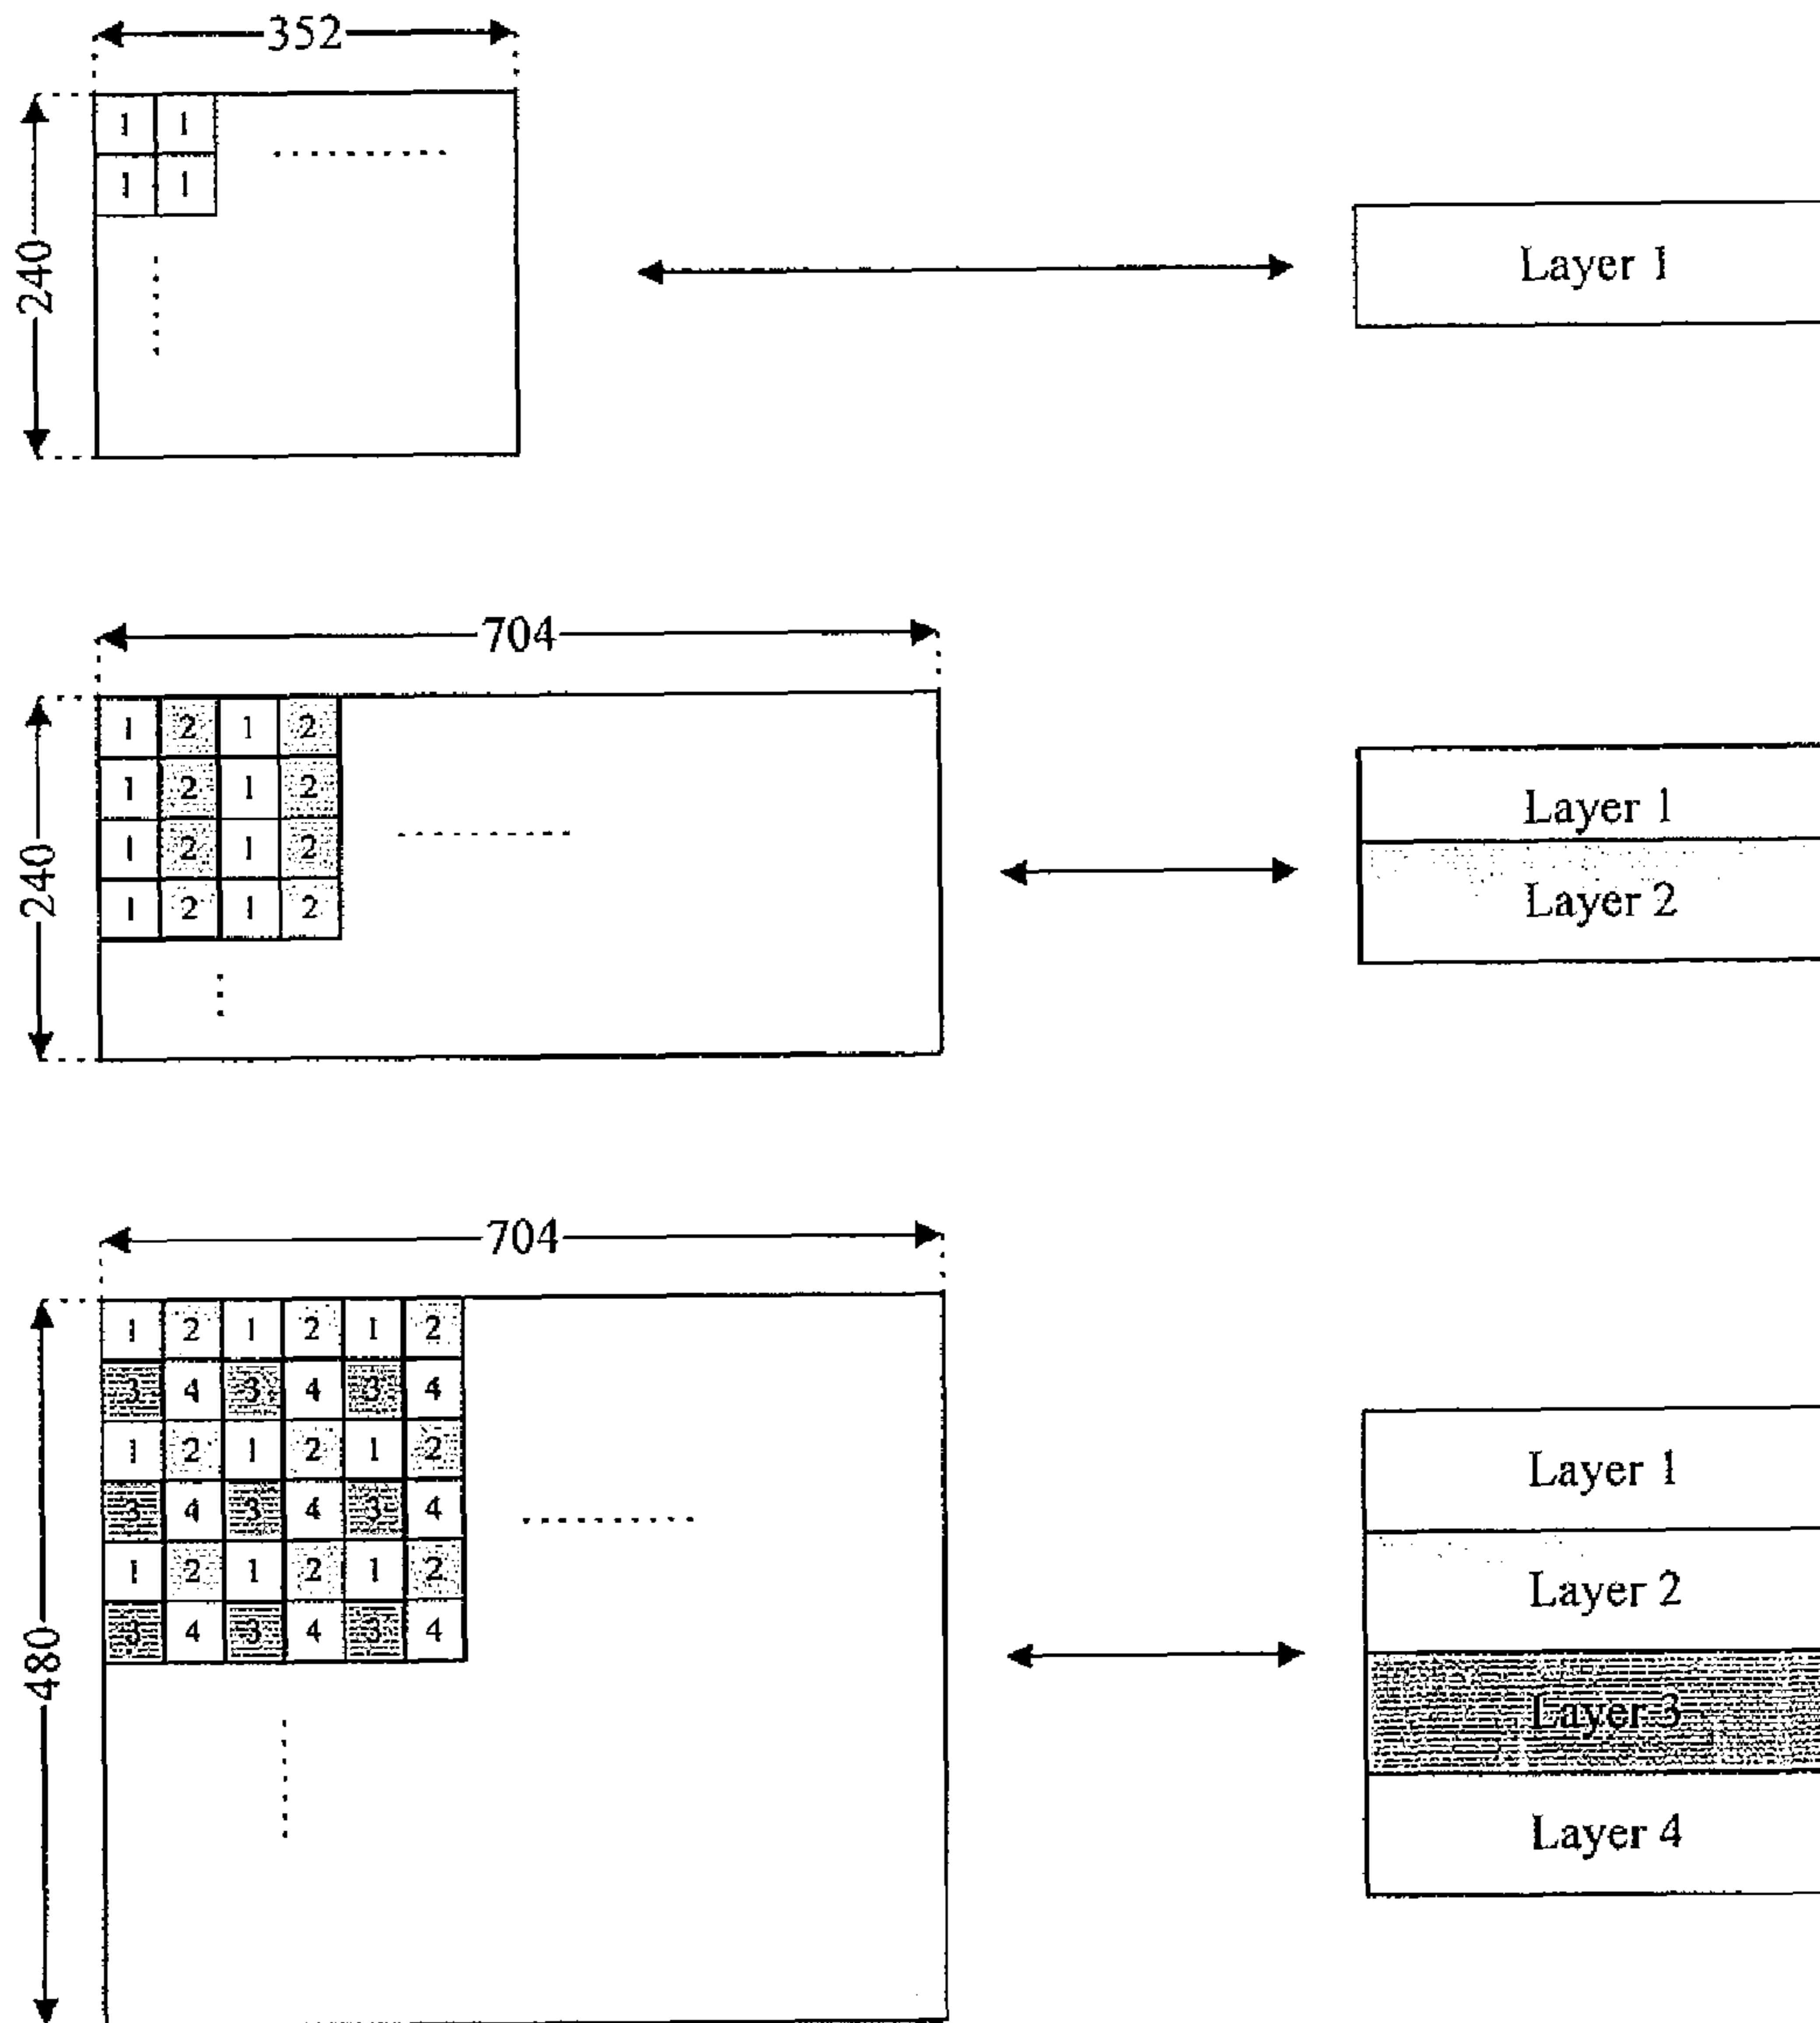 352
240
1 1
1 1
Layer 1
704
240
1 2 1 2
1 2 1 2
1 2 1 2
1 2 1 2
Layer 1
Layer 2
704
480
1 2 1 2 1 2
3 4 3 4 3 4
1 2 1 2 1 2
3 4 3 4 3 4
1 2 1 2 1 2
3 4 3 4 3 4
Layer 1
Layer 2
Layer 3
Layer 4